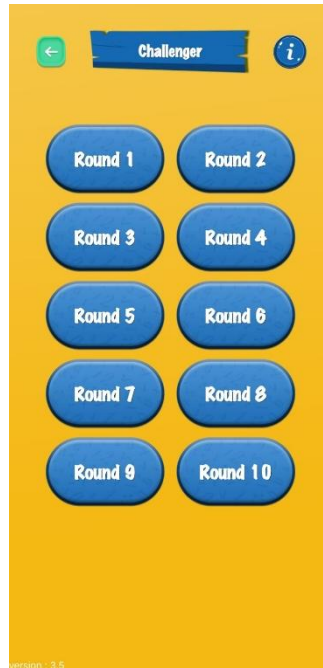 Challenger
i
Round 1
Round 2
Round 3
Round 4
Round 5
Round 6
Round 7
Round 8
Round 9
Round 10
version : 3.5